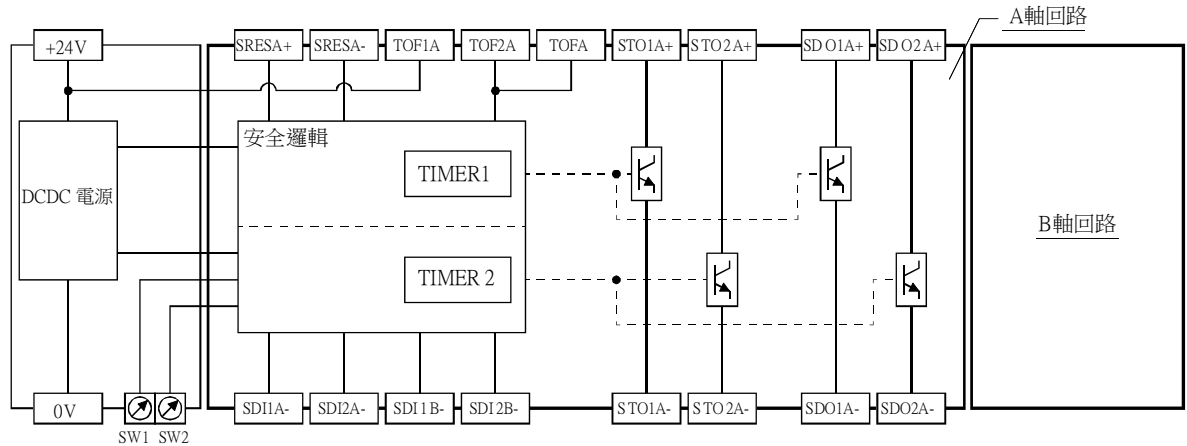 A軸回路
+24V
SRESA+
SRESA-
TOF1A
TOF2A
TOFA
STO1A+
STO2A+
SDO1A+
SDO2A+
安全邏輯
TIMER1
DCDC 電源
B軸回路
TIMER 2
0V
SDI1A-
SDI2A-
SDI1B-
SDI2B-
STO1A-
STO2A-
SDO1A-
SDO2A-
SW1 SW2